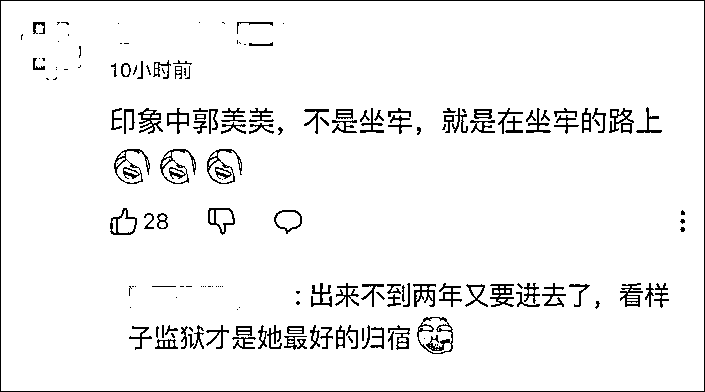 10小时前
印象中郭美美，不是坐牢，就是在坐牢的路上
28
：出来不到两年又要进去了，看样
子监狱才是她最好的归宿